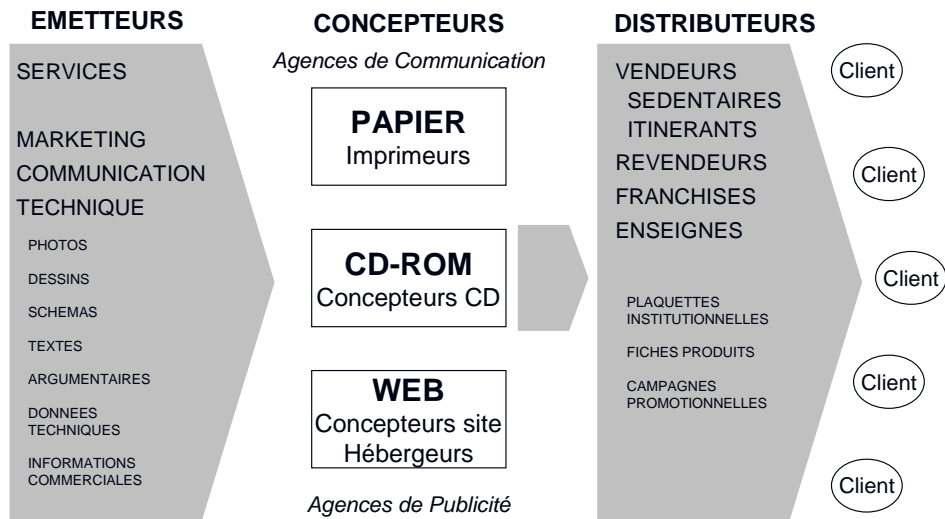 EMETTEURS
SERVICES
MARKETING
COMMUNICATION
TECHNIQUE
PHOTOS
DESSINS
SCHEMAS
TEXTES
ARGUMENTAIRES
DONNEES
TECHNIQUES
INFORMATIONS
COMMERCIALES
CONCEPTEURS
Agences de Communication
PAPIER
Imprimeurs
CD-ROM
Concepteurs CD
WEB
Concepteurs site
Hébergeurs
Agences de Publicité
DISTRIBUTEURS
VENDEURS
SEDENTAIRES
ITINERANTS
REVENDEURS
FRANCHISES
ENSEIGNES
PLAQUETTES
INSTITUTIONNELLES
FICHES PRODUIT
CAMPAGNES
PROMOTIONNELLES
Client
Client
Client
Client
Client